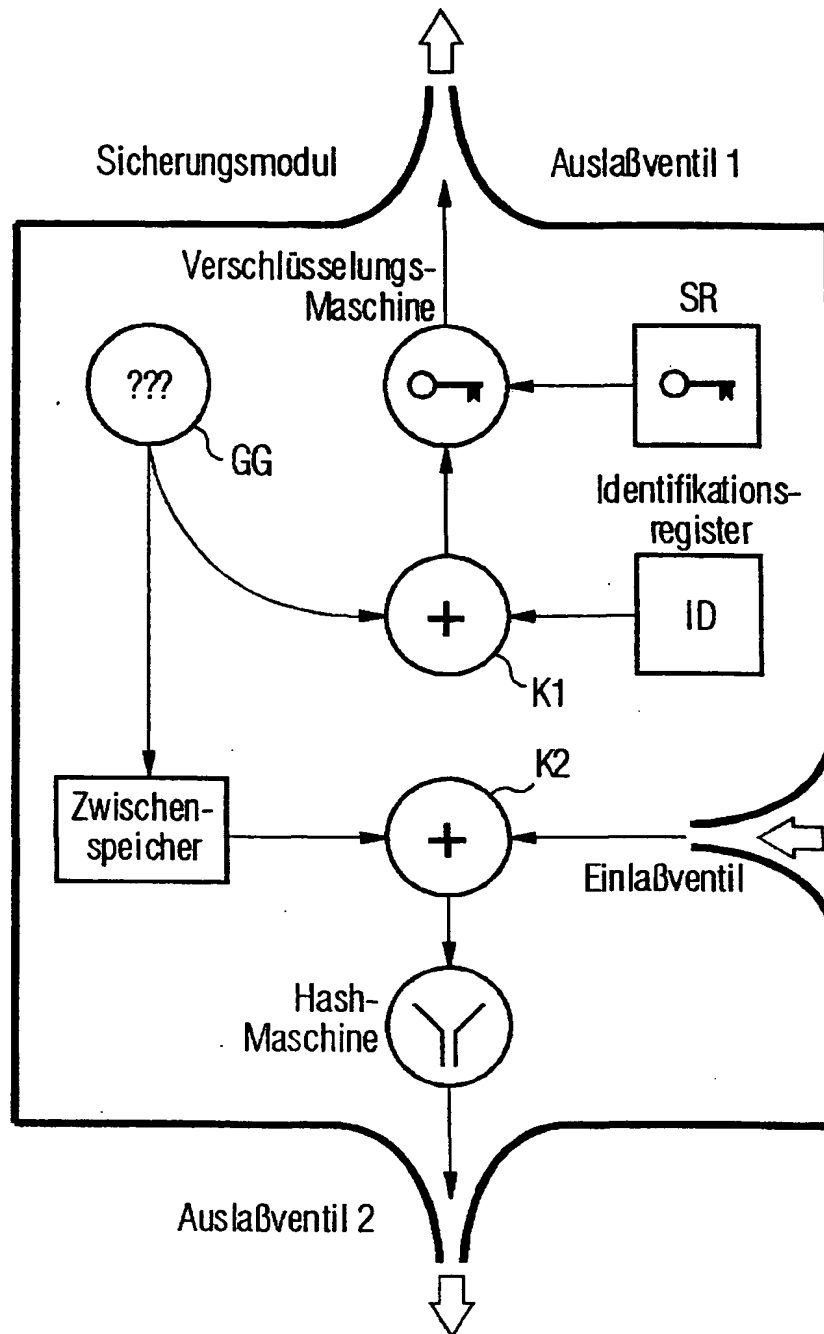 Sicherungsmodul
Auslaßventil 1
Verschlüsselungs-
Maschine
SR
???
GG
Identifikations-
register
+
ID
K1
K2
Zwischen-
speicher
+
Einlaßventil
Hash-
Maschine
Auslaßventil 2